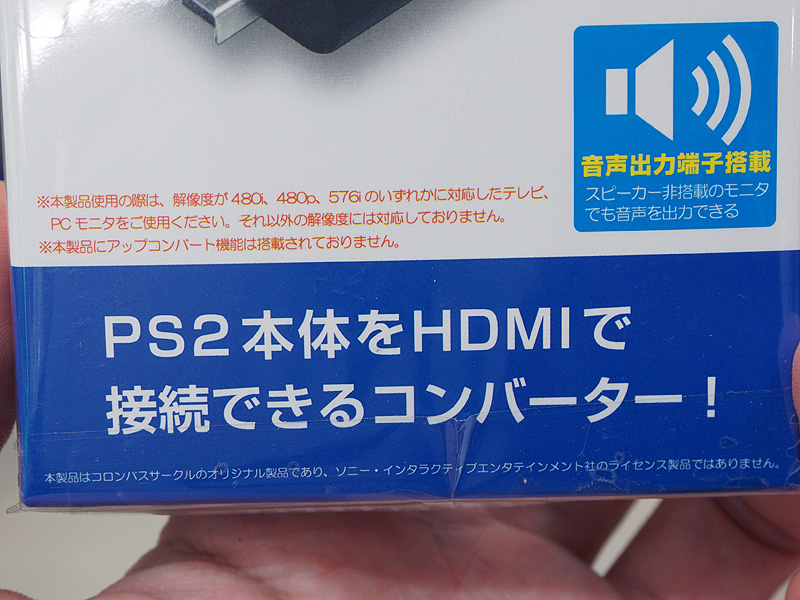 音声出力端子搭載
スピーカー非搭載のモニタ
でも音声を出力できる
※本製品使用の際は、解像度が480i、480p、576iのいずれかに対応したテレビ、
PCモニタをご使用ください。それ以外の解像度には対応しておりません。
※本製品にアップコンバート機能は搭載されておりません。
PS2本体をHDMIで
接続できるコンバーター！
本製品はコロンバスサークルのオリジナル製品であり、ソニー・インタラクティブエンタテインメント社のライセンス製品ではありません。